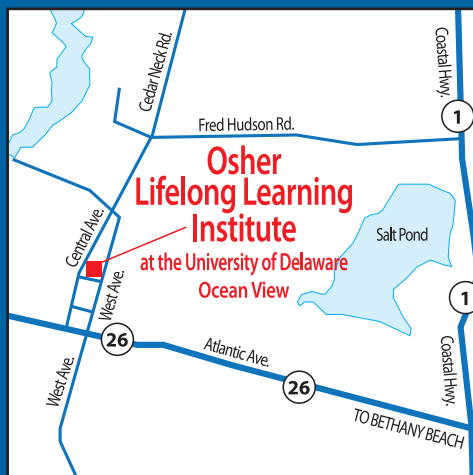 Cedar Neck Rd.
Coastal Hwy.
1
Fred Hudson Rd.
Osher
Lifelong Learning
Institute
at the University of Delaware
Ocean View
Central Ave.
West Ave.
Salt Pond
1
26
Atlantic Ave.
26
West Ave.
Coastal Hwy.
TO BETHANY BEACH